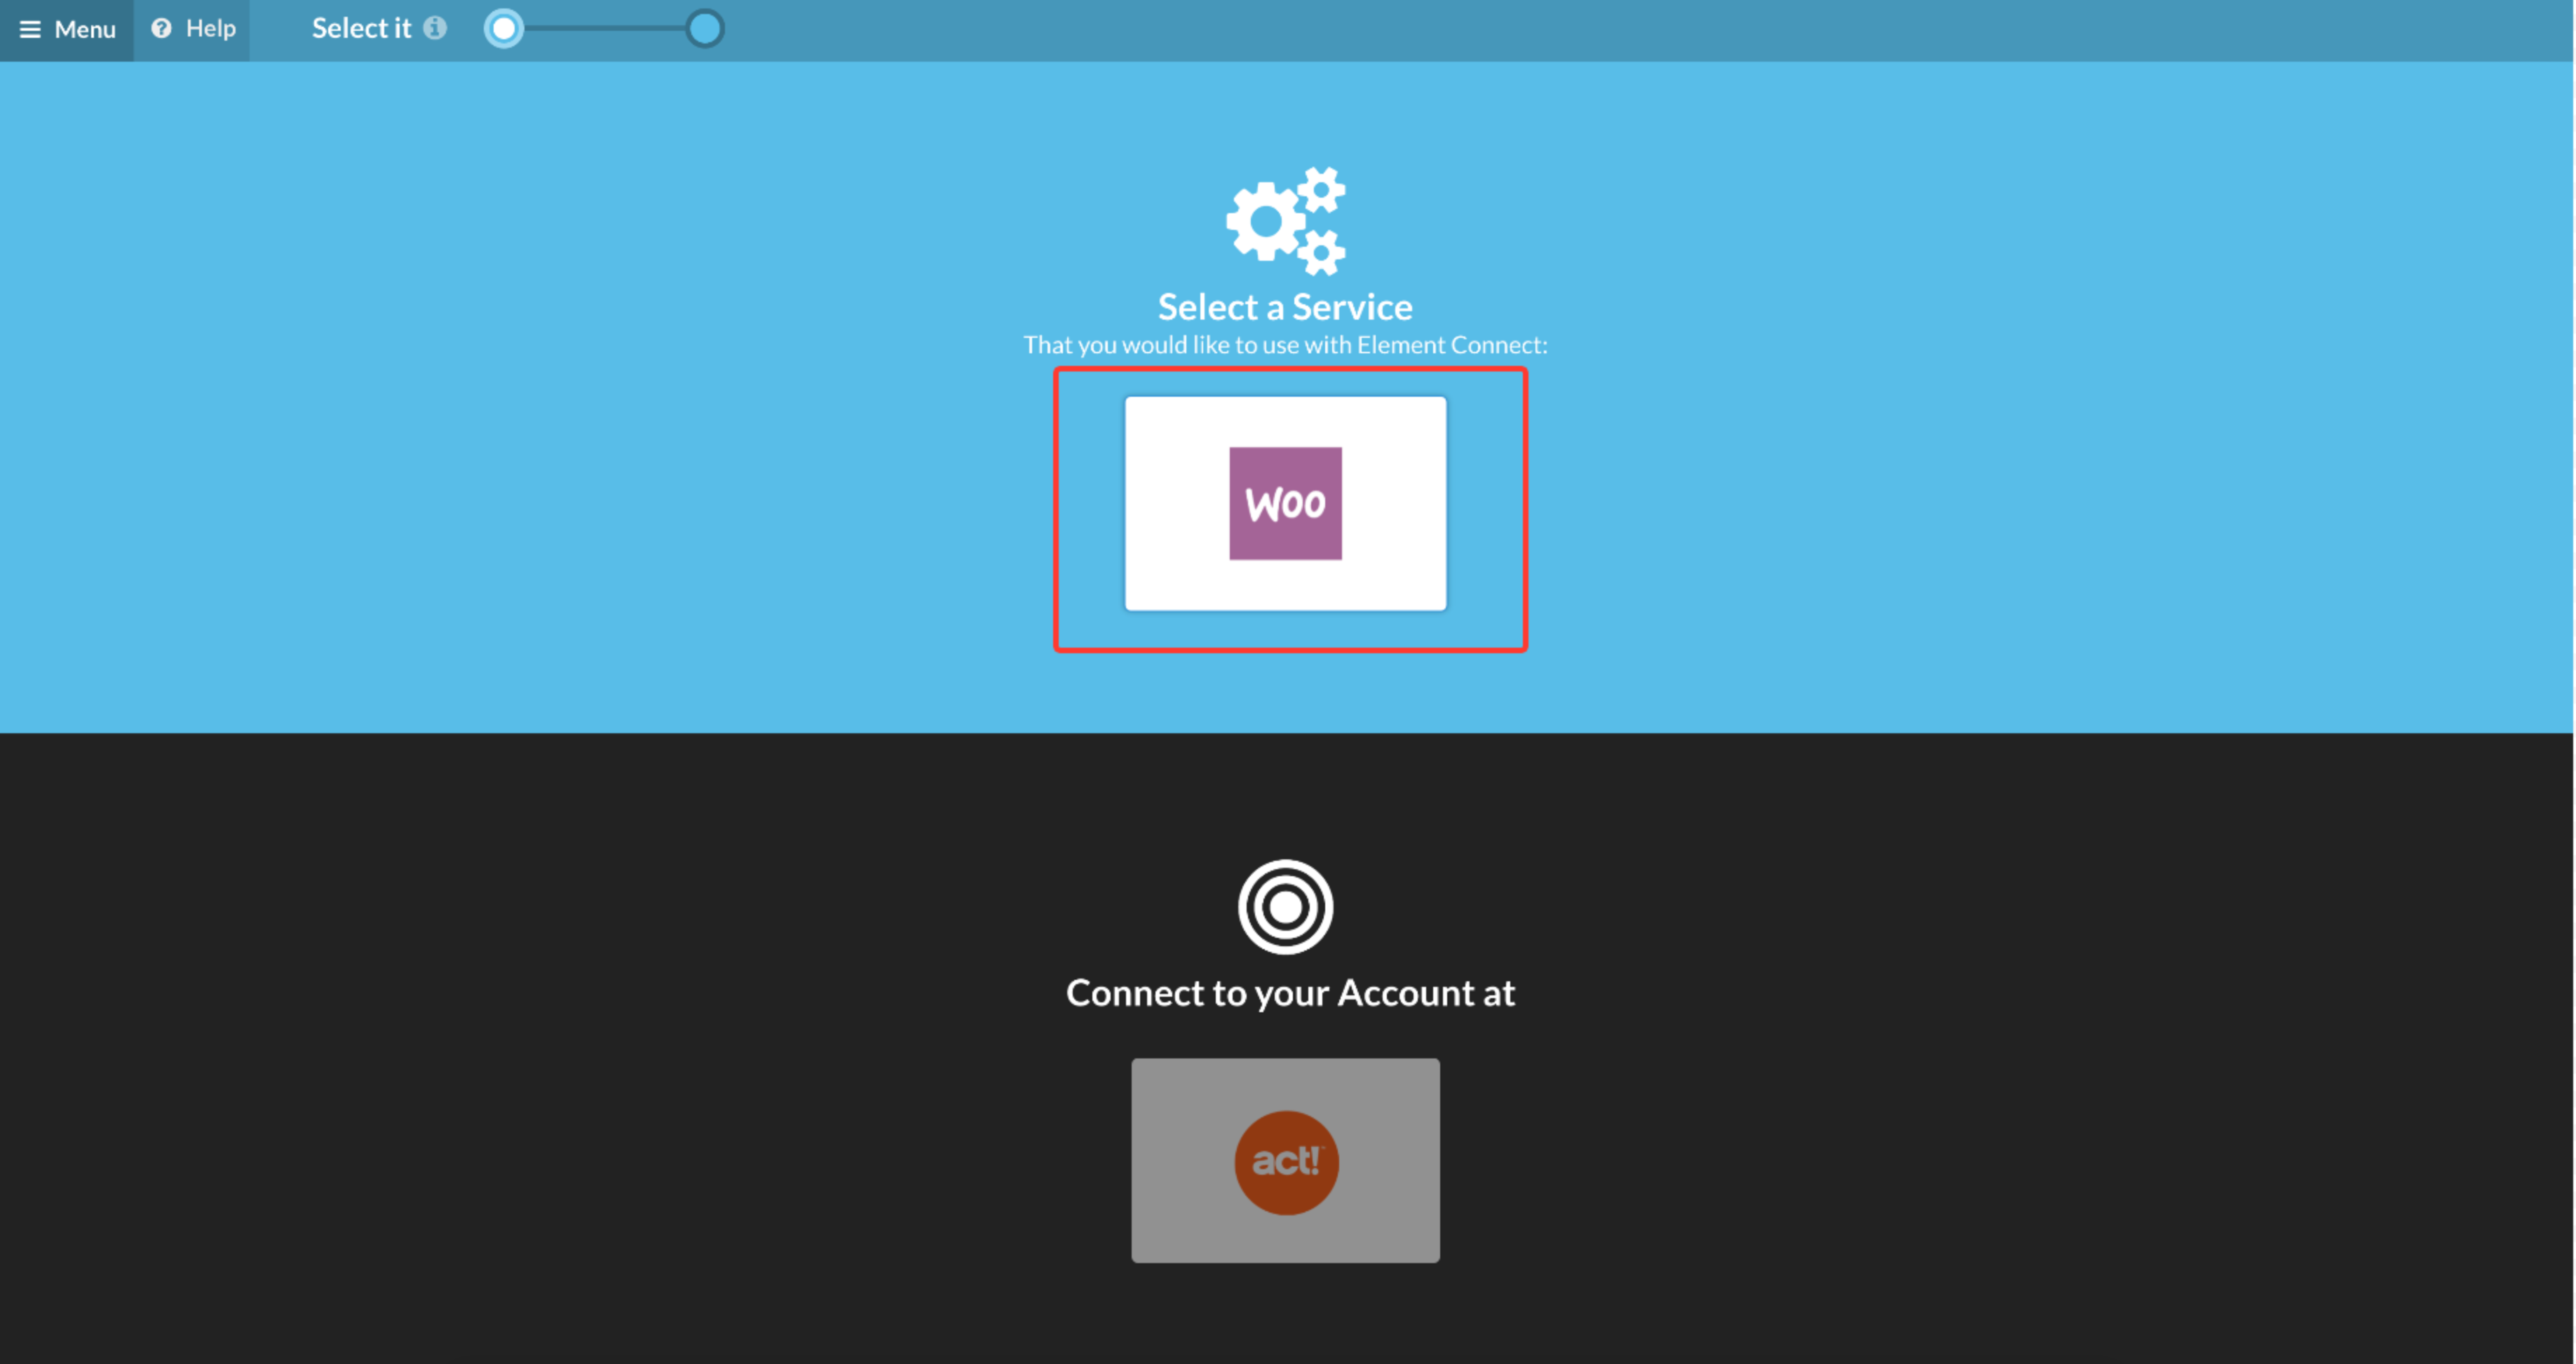 Menu
Help
Select it
Select a Service
That you would like to use with Element Connect:
Woo
Connect to your Account at
act!